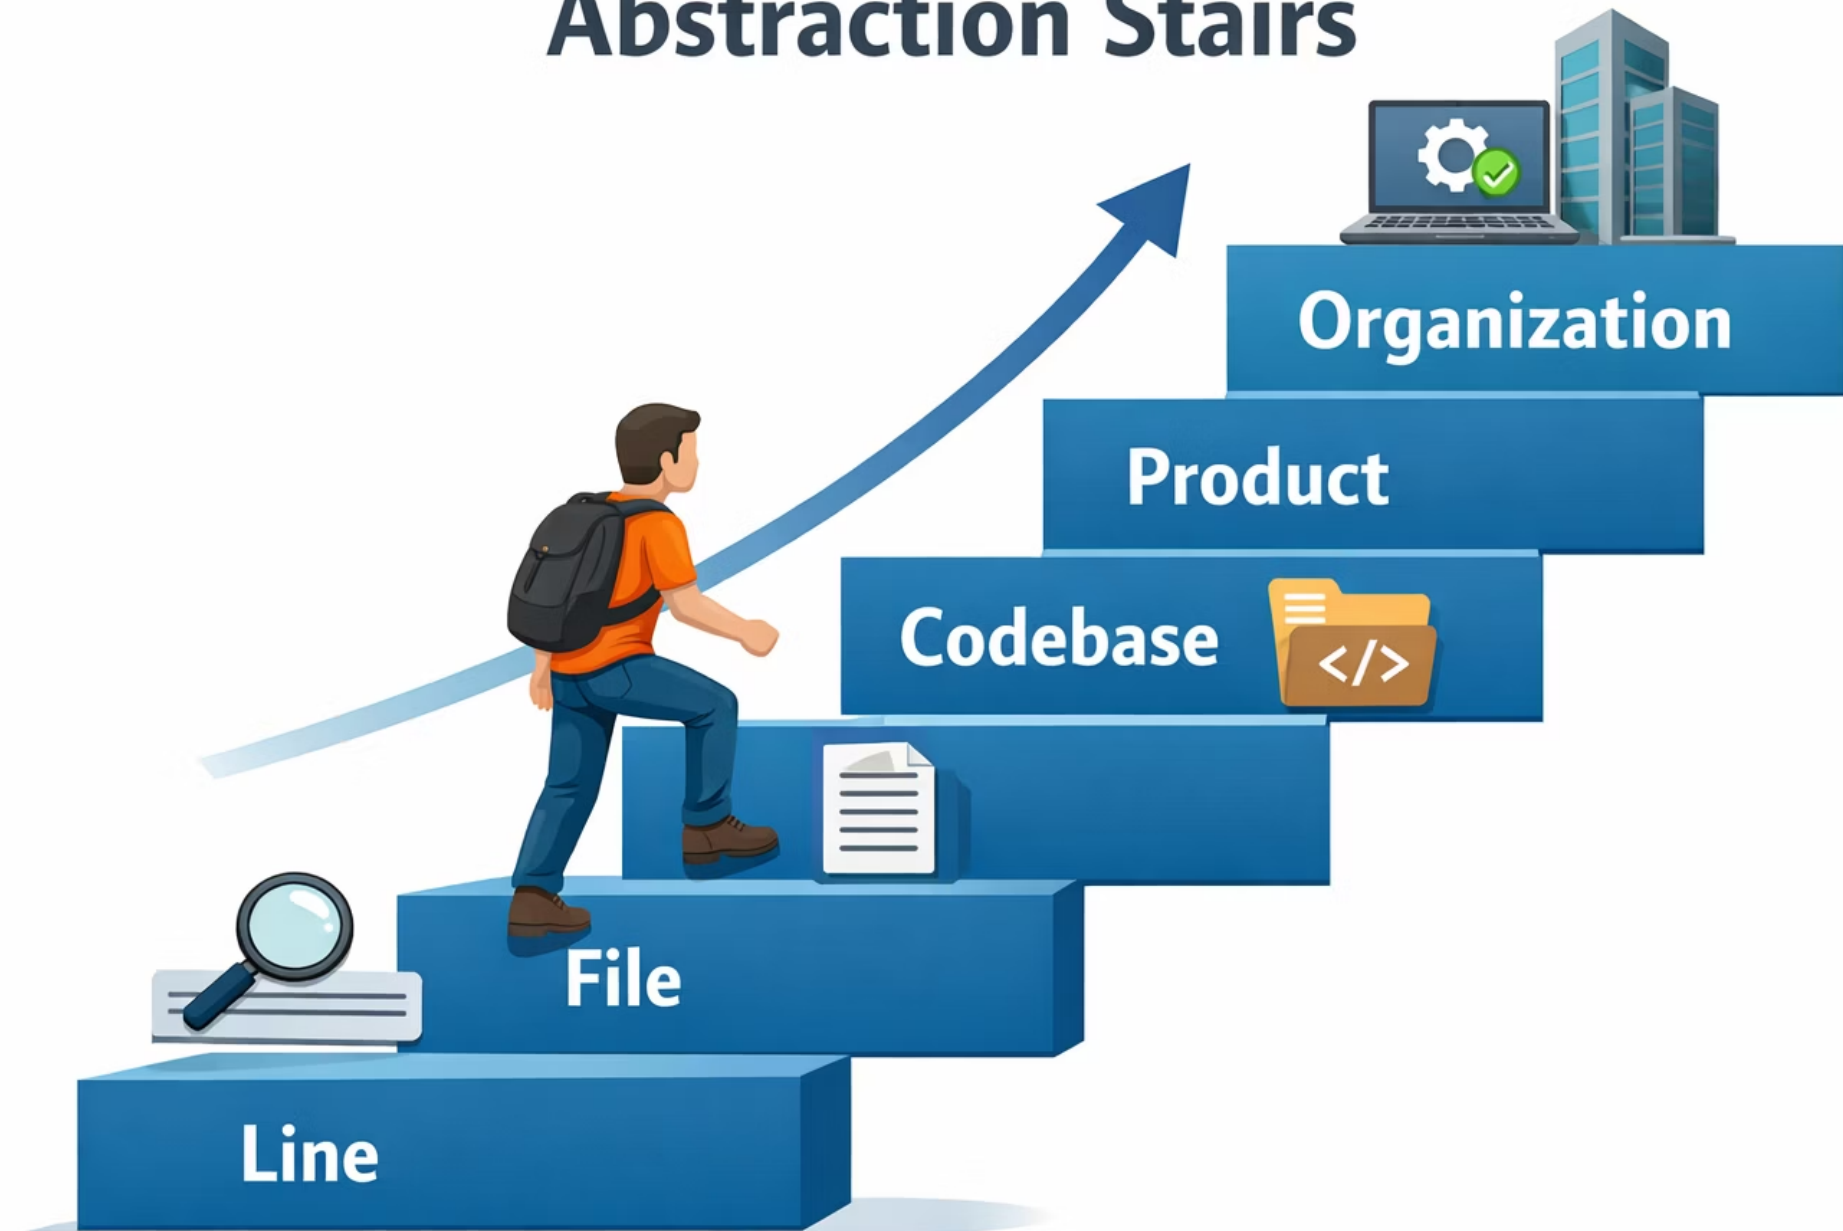 Abstraction Stairs
Organization
Product
Codebase
</>
File
Line